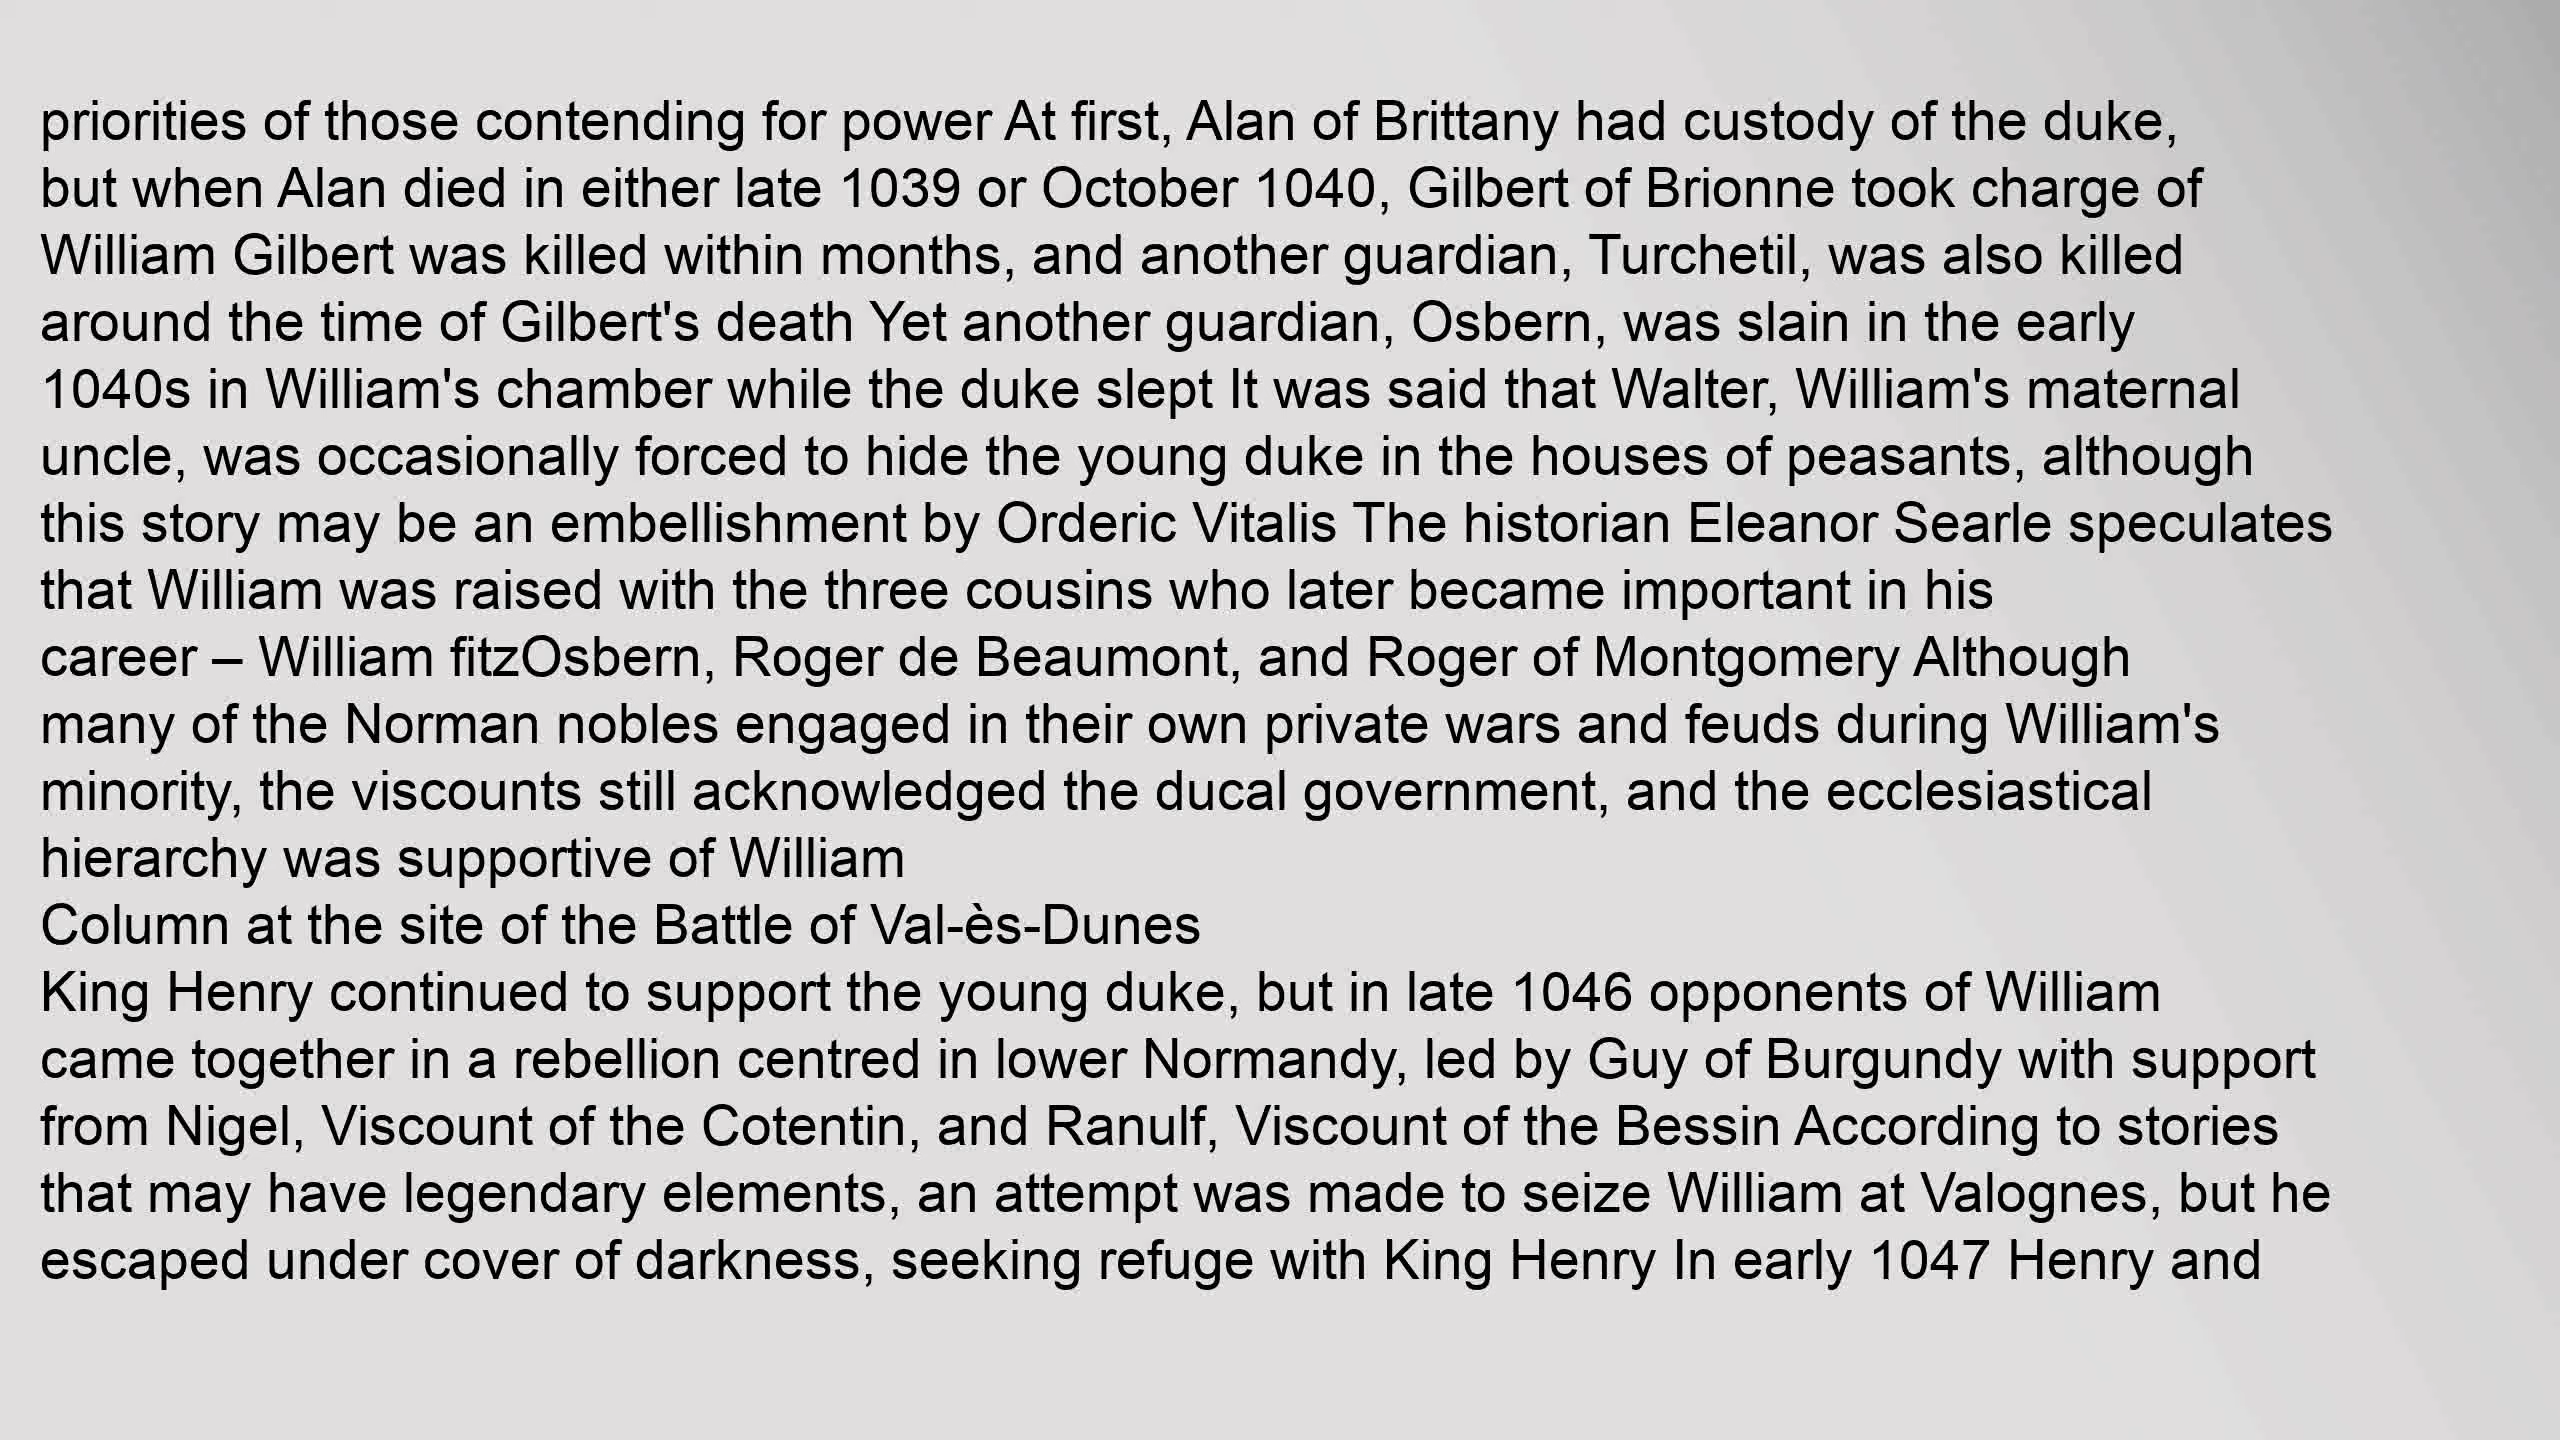 priorities of those contending for power At first, Alan of Brittany had custody of the duke,
but when Alan died in either late 1039 or October 1040, Gilbert of Brionne took charge of
William Gilbert was killed within months, and another guardian, Turchetil, was also killed
around the time of Gilbert's death Yet another guardian, Osbern, was slain in the early
1040s in William's chamber while the duke slept It was said that Walter, William's maternal
uncle, was occasionally forced to hide the young duke in the houses of peasants, although
this story may be an embellishment by Orderic Vitalis The historian Eleanor Searle speculates
that William was raised with the three cousins who later became important in his
career – William fitzOsbern, Roger de Beaumont, and Roger of Montgomery Although
many of the Norman nobles engaged in their own private wars and feuds during William's
minority, the viscounts still acknowledged the ducal government, and the ecclesiastical
hierarchy was supportive of William
Column at the site of the Battle of Val-ès-Dunes
King Henry continued to support the young duke, but in late 1046 opponents of William
came together in a rebellion centred in lower Normandy, led by Guy of Burgundy with support
from Nigel, Viscount of the Cotentin, and Ranulf, Viscount of the Bessin According to stories
that may have legendary elements, an attempt was made to seize William at Valognes, but he
escaped under cover of darkness, seeking refuge with King Henry In early 1047 Henry and